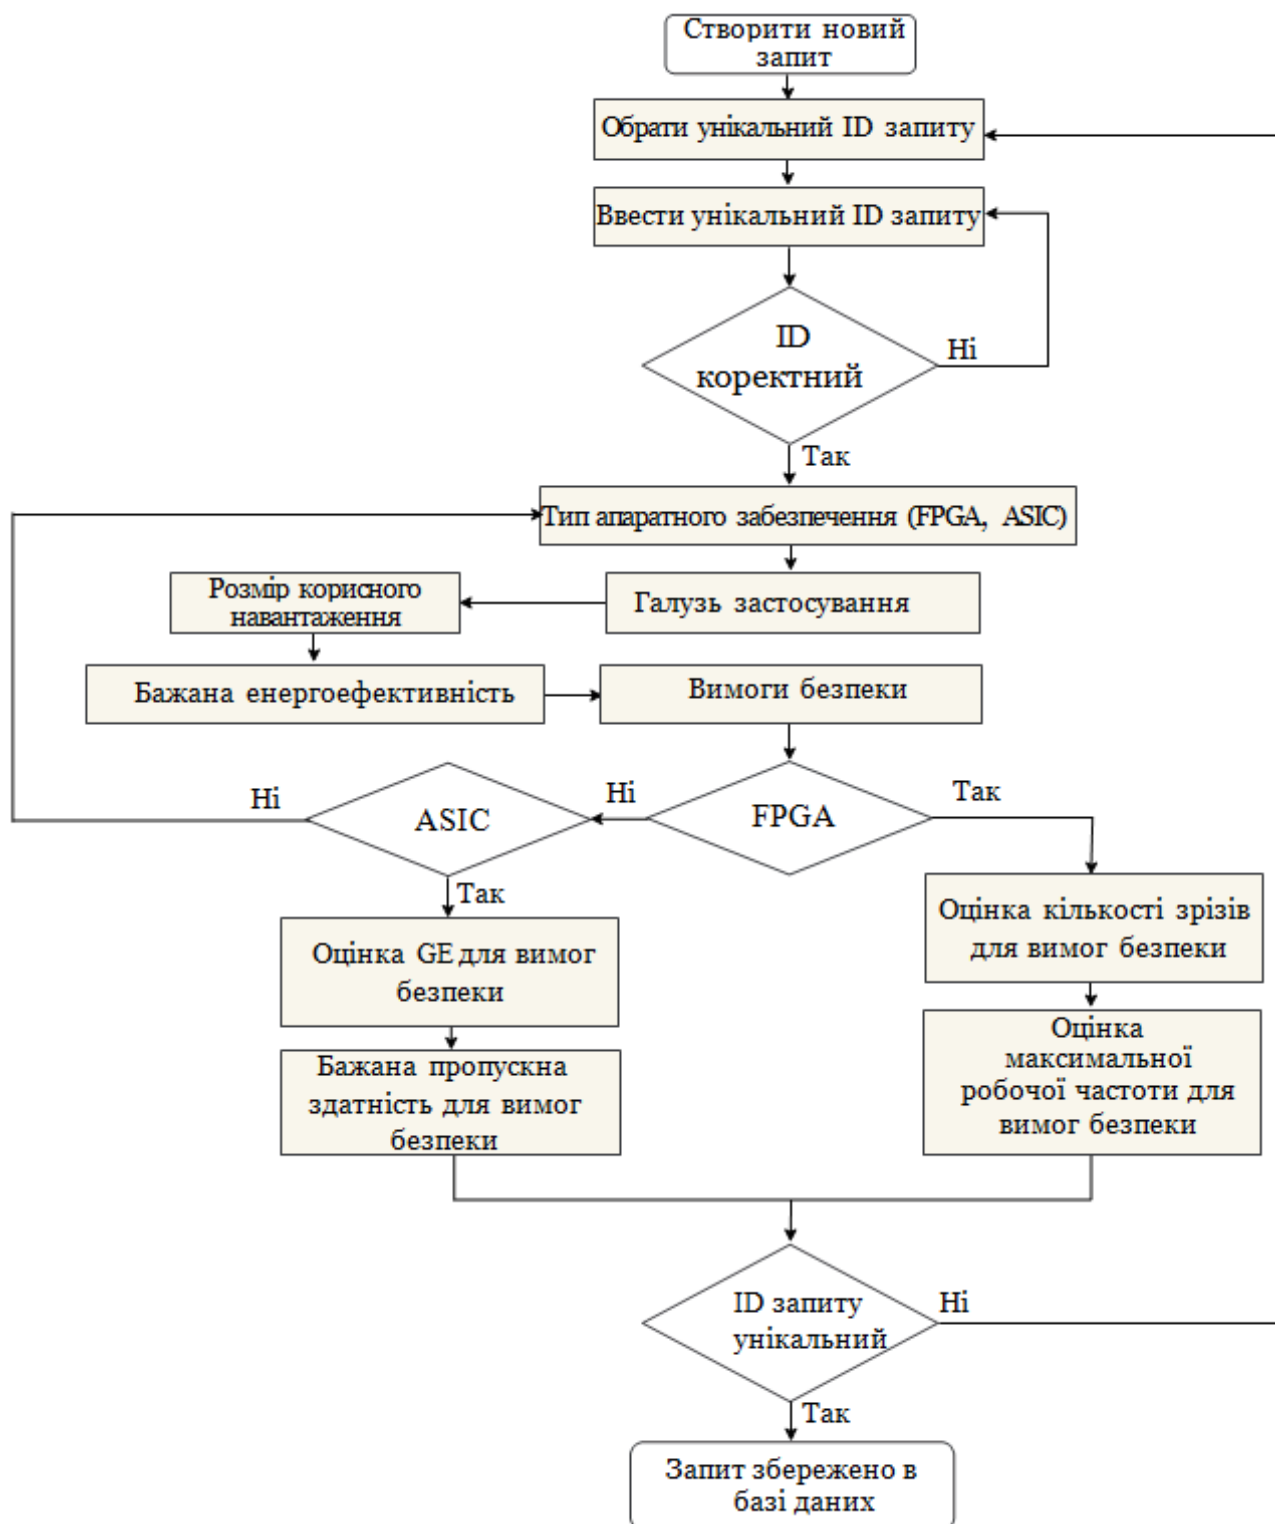 Створити новий
запит
Обрати унікальний ID запиту
Ввести унікальний ID запиту
ID
коректний
Ні
Так
Тип апаратного забезпечення (FPGA, ASIC)
Галузь застосування
Розмір корисного
навантаження
Бажана енергоефективність
Вимоги безпеки
FPGA
Ні
Так
ASIC
Ні
Так
Оцінка GE для вимог
безпеки
Бажана пропускна
здатність для вимог
безпеки
Оцінка кількості зрізів
для вимог безпеки
Оцінка
максимальної
робочої частоти для
вимог безпеки
ID запиту
унікальний
Ні
Так
Запит збережено в
базі даних